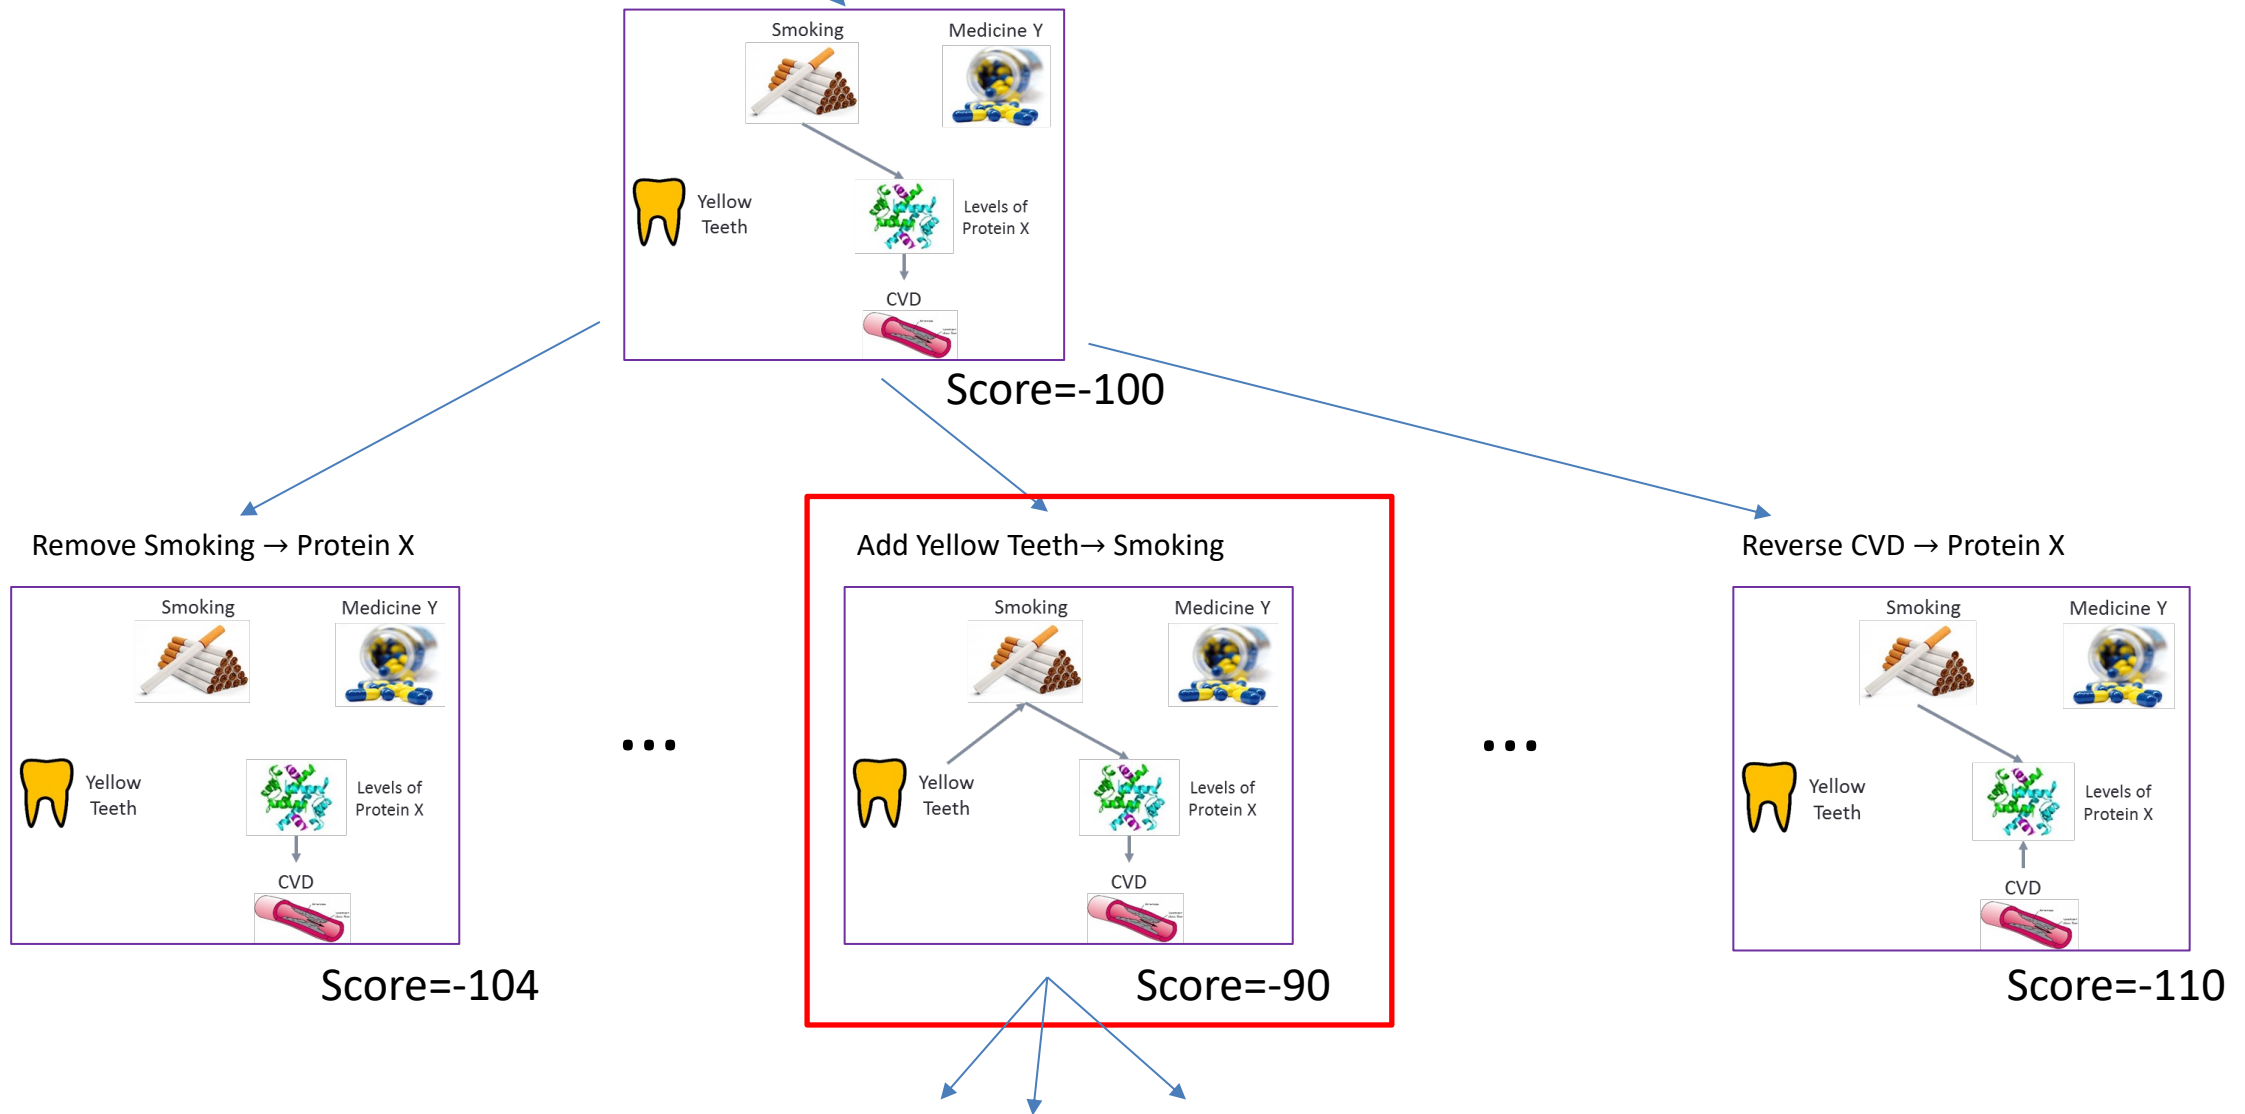 Smoking
Medicine Y
Yellow
Teeth
Levels of
Protein X
CVD
Score=-100
Remove Smoking → Protein X
Smoking
Medicine Y
Yellow
Teeth
Levels of
Protein X
CVD
Score=-104
...
Add Yellow Teeth→ Smoking
Smoking
Medicine Y
Yellow
Teeth
Levels of
Protein X
CVD
Score=-90
...
Reverse CVD → Protein X
Smoking
Medicine Y
Yellow
Teeth
Levels of
Protein X
CVD
Score=-110